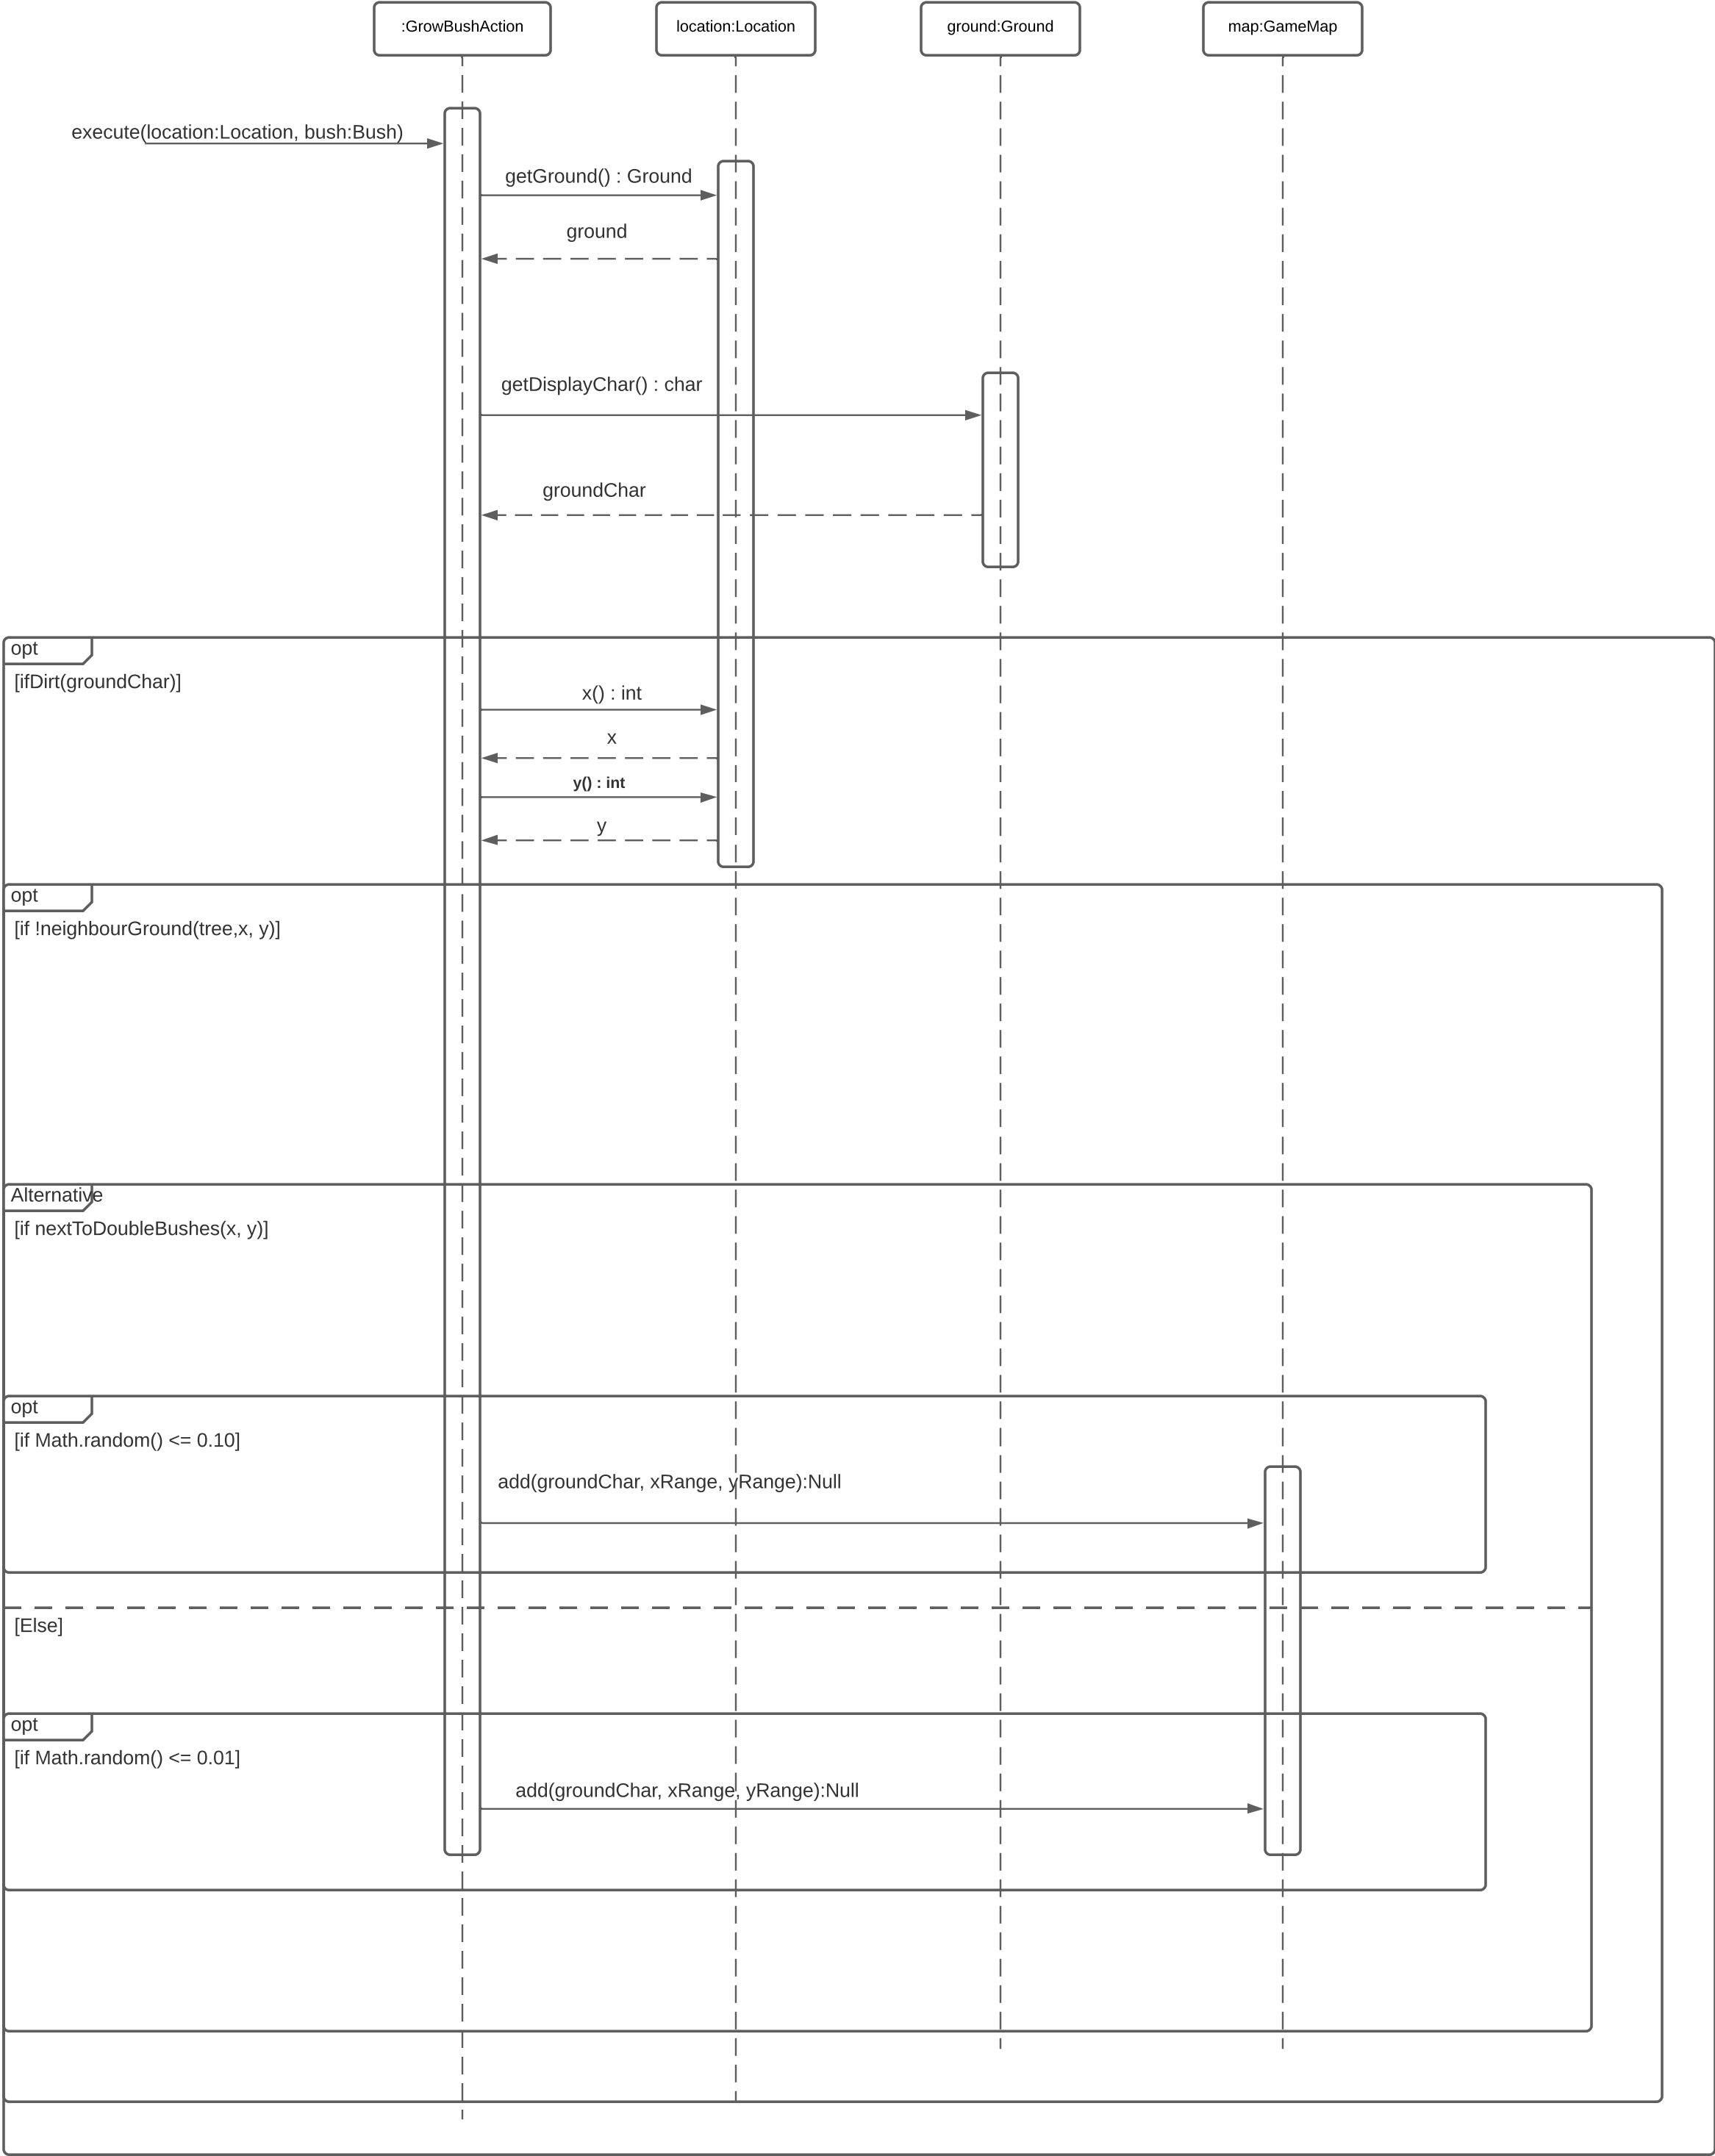 :GrowBushAction
location:Location
ground:Ground
map:GameMap
execute(location:Location, bush:Bush)
getGround() : Ground
ground
getDisplayChar() : char
groundChar
opt
[ifDirt(groundChar)]
x() : int
x
y() : int
y
opt
[if !neighbourGround(tree,x, y)]
Alternative
[if nextToDoubleBushes(x, y)]
opt
[if Math.random() <= 0.10]
add(groundChar, xRange, yRange):Null
[Else]
opt
[if Math.random() <= 0.01]
add(groundChar, xRange, yRange):Null